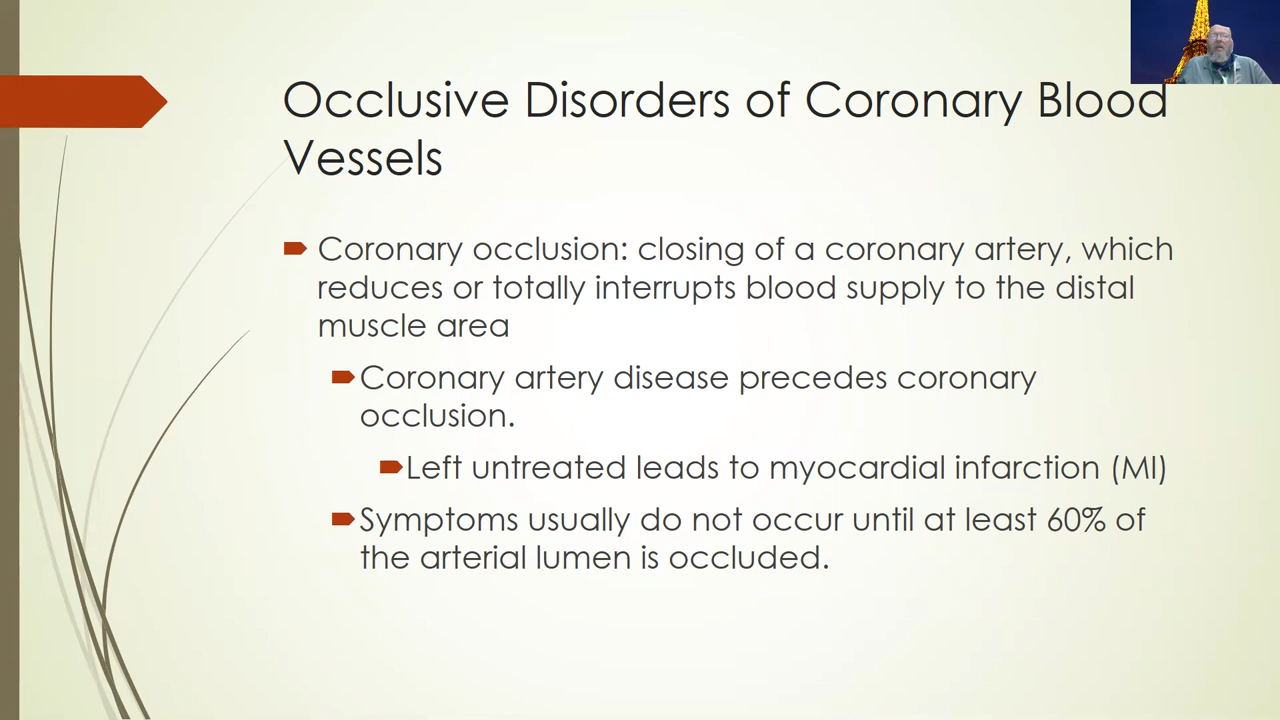 Occlusive Disorders of Coronary Blood
Vessels
Coronary occlusion: closing of a coronary artery, which
reduces or totally interrupts blood supply to the distal
muscle area
Coronary artery disease precedes coronary
occlusion.
Left untreated leads to myocardial infarction (MI)
Symptoms usually do not occur until at least 60% of
the arterial lumen is occluded.